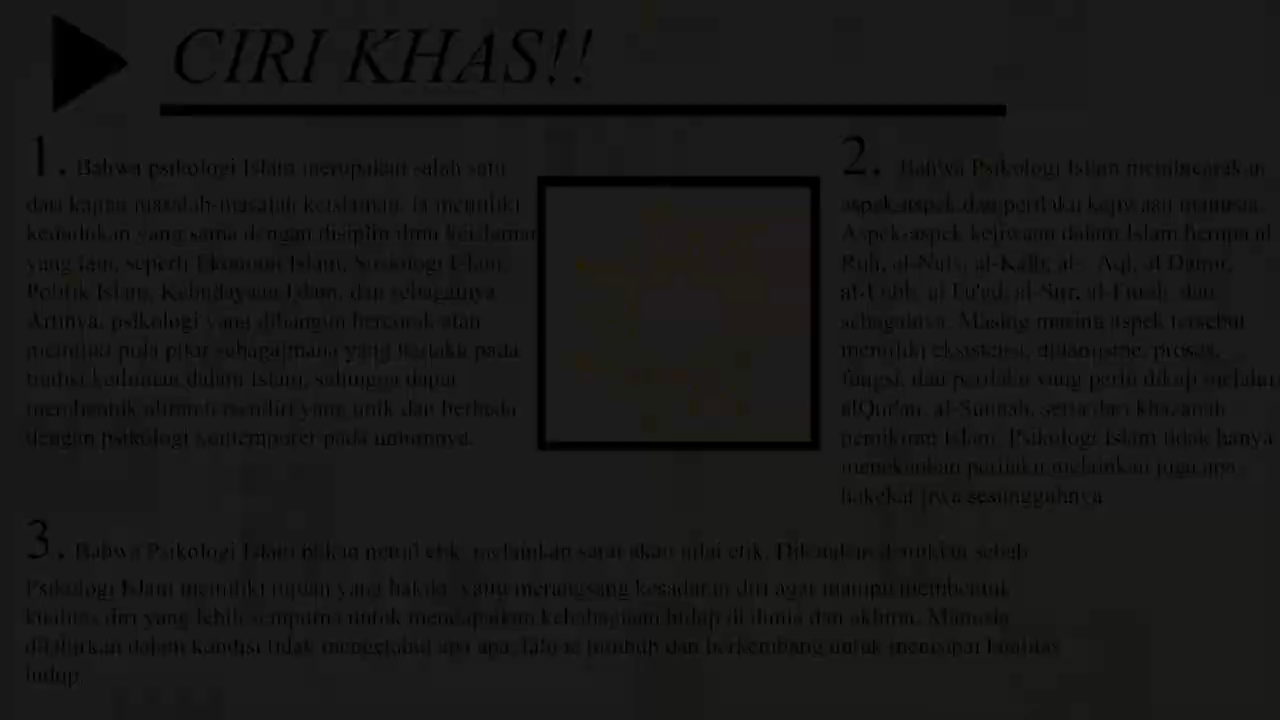 CIRI KHAS!!
1. Bahwa psikologi Islam merupakan salah satu
dari kajian masalah-masalah keislaman. Ia memiliki
kedudukan yang sama dengan disiplin ilmu keislaman
yang lain, seperti Ekonomi Islam, Sosiologi Islam,
Politik Islam, Kebudayaan Islam, dan sebagainya.
Artinya, psikologi yang dibangun bercorak atau
memiliki pola pikir sebagaimana yang berlaku pada
tradisi keilmuan dalam Islam, sehingga dapat
membentuk aliran tersendiri yang unik dan berbeda
dengan psikologi kontemporer pada umumnya.
2. Bahwa Psikologi Islam membicarakan
aspek-aspek dan perilaku kejiwaan manusia.
Aspek-aspek kejiwaan dalam Islam berupa al-
Ruh, al-Nafs, al-Kalb, al-`Aql, al-Damir,
al-Lubb, al-Fu'ad, al-Sirr, al-Fitrah, dan
sebagainya. Masing-masing aspek tersebut
memiliki eksistensi, dinamisme, proses,
fungsi, dan perilaku yang perlu dikaji melalui
alQur'an, al-Sunnah, serta dari khazanah
pemikiran Islam. Psikologi Islam tidak hanya
menekankan perilaku melainkan juga apa
hakekat jiwa sesungguhnya
3. Bahwa Psikologi Islam bukan netral etik, melainkan sarat akan nilai etik. Dikatakan demikian sebab
Psikologi Islam memiliki tujuan yang hakiki, yaitu merangsang kesadaran diri agar mampu membentuk
kualitas diri yang lebih sempurna untuk mendapatkan kebahagiaan hidup di dunia dan akhirat. Manusia
dilahirkan dalam kondisi tidak mengetahui apa-apa, lalu ia tumbuh dan berkembang untuk mencapai kualitas
hidup